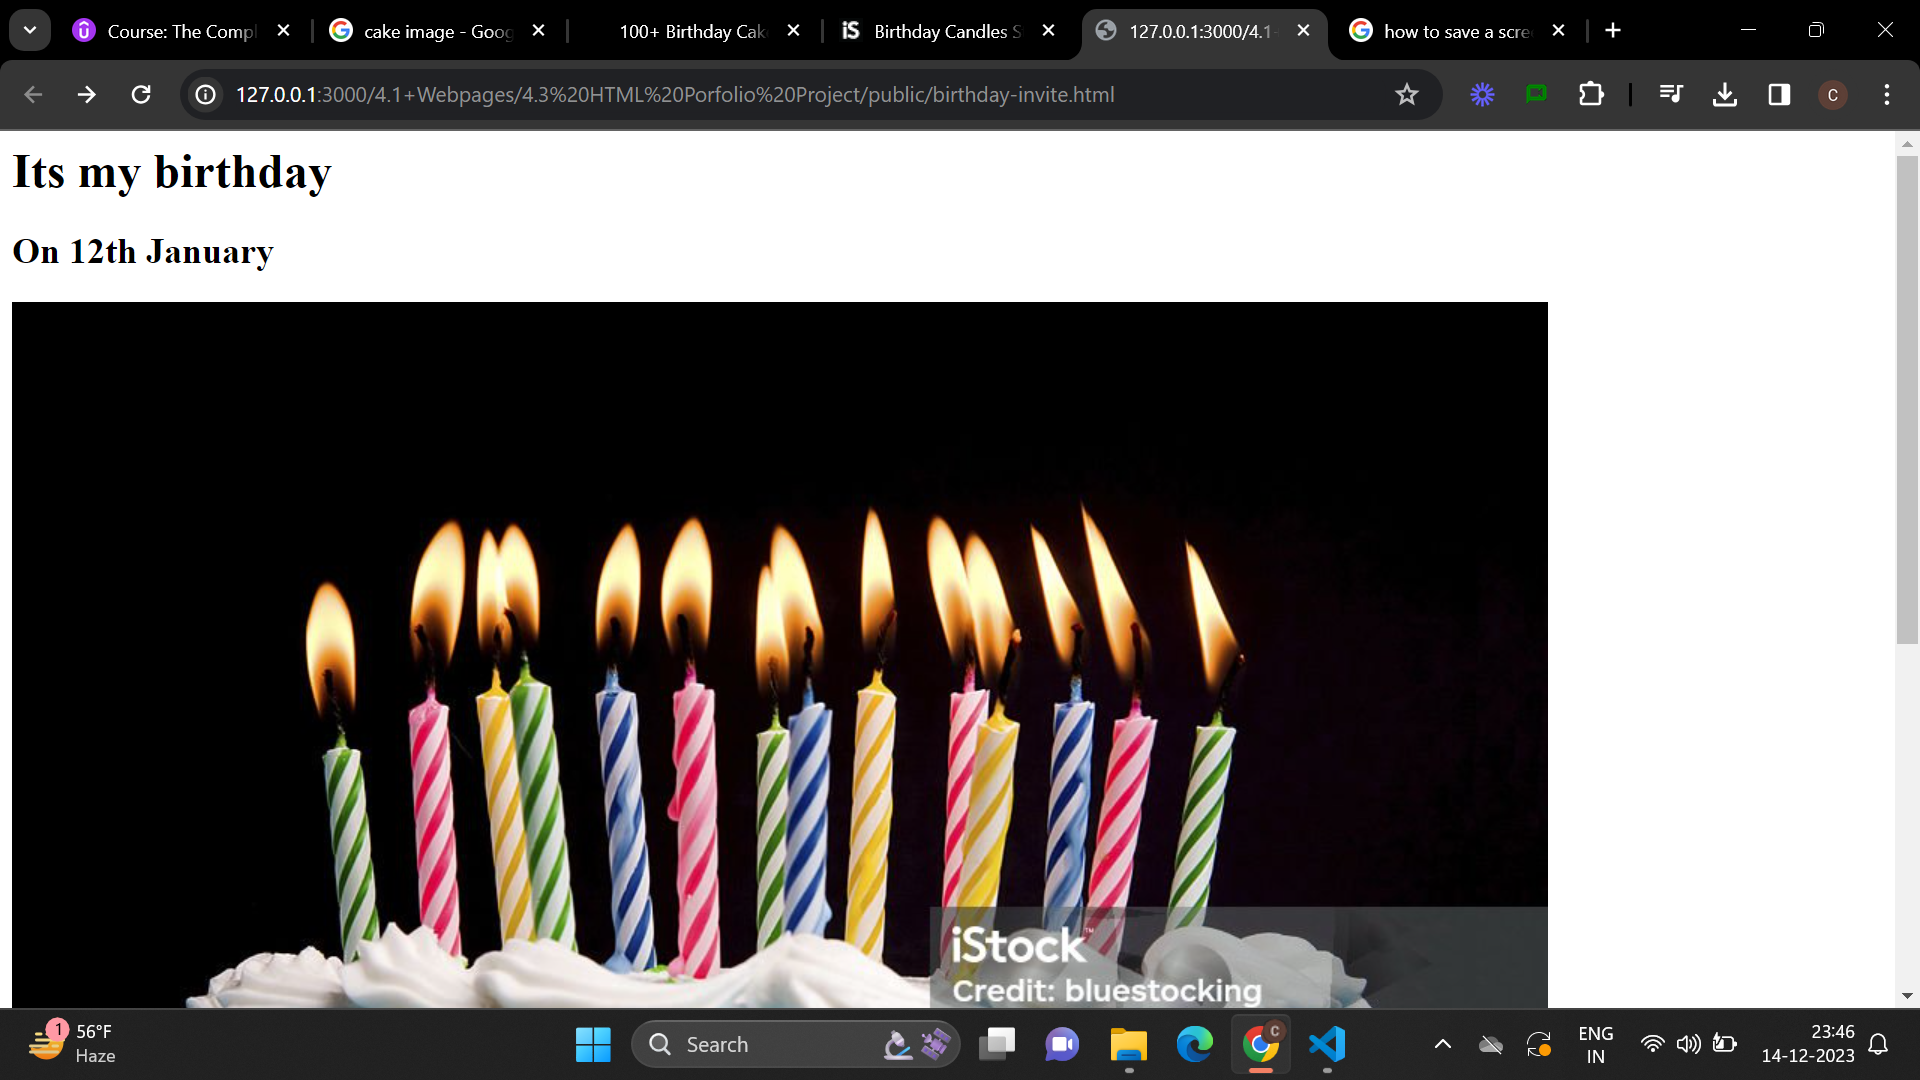 Course: The Compl
cake image - Goog
100+ Birthday Cak
iS Birthday Candles S
127.0.0.1:3000/4.1-
how to save a scre
127.0.0.1:3000/4.1+Webpages/4.3%20HTML%20Porfolio%20Project/public/birthday-invite.html
C
Its my birthday
On 12th January
iStock™
Credit: bluestocking
1
56°F
Haze
Search
C
ENG
IN
23:46
14-12-2023